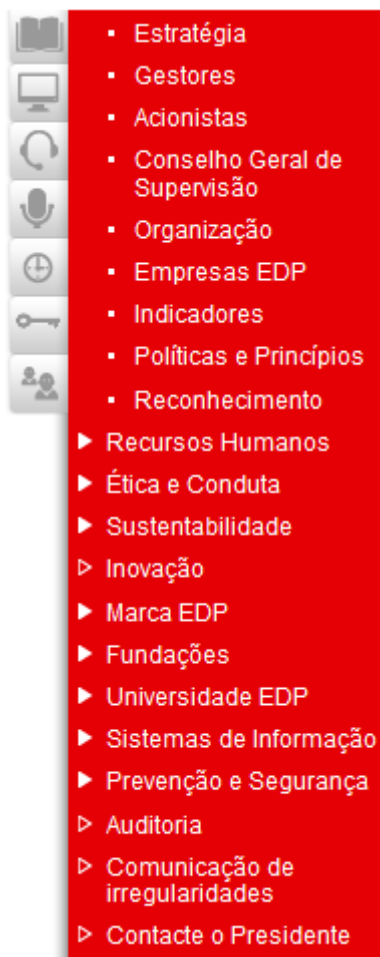 Estratégia
Gestores
Acionistas
Conselho Geral de
Supervisão
Organização
Empresas EDP
Indicadores
Políticas e Princípios
Reconhecimento
Recursos Humanos
Ética e Conduta
Sustentabilidade
Inovação
Marca EDP
Fundações
Universidade EDP
Sistemas de Informação
Prevenção e Segurança
Auditoria
Comunicação de
irregularidades
Contacte o Presidente